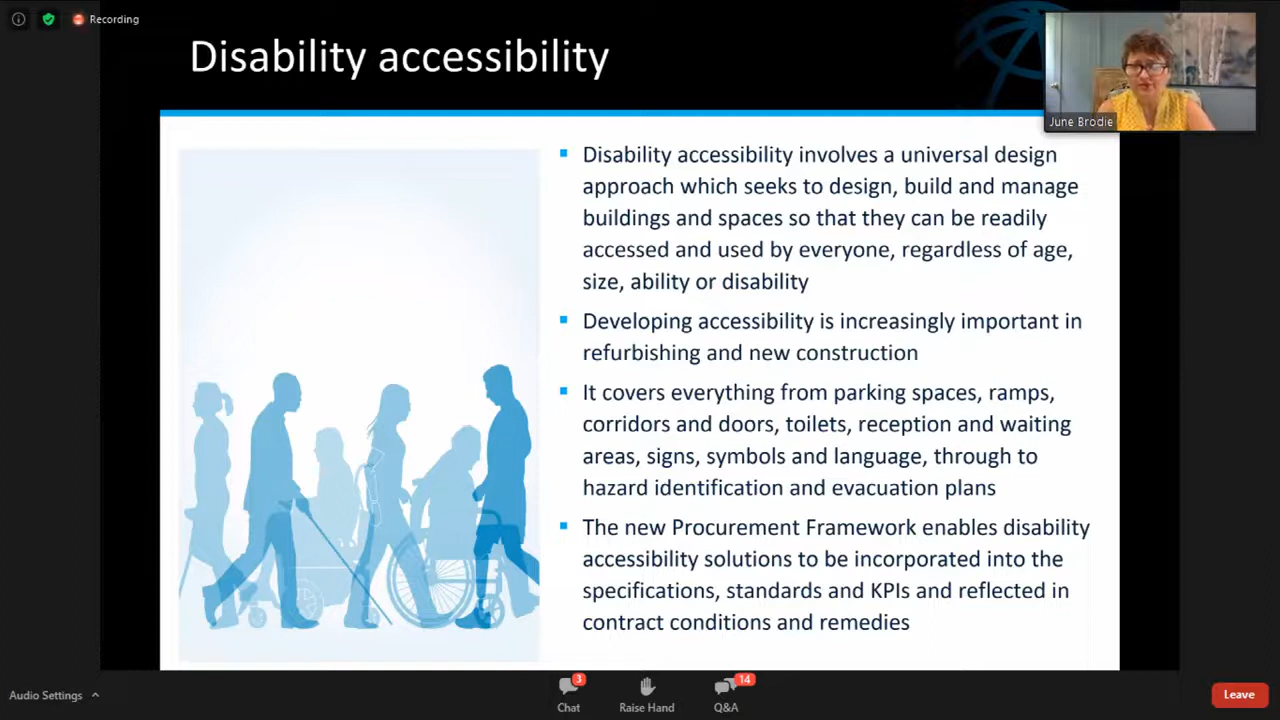 Recording
Disability accessibility
June Brodie
▪ Disability accessibility involves a universal design
approach which seeks to design, build and manage
buildings and spaces so that they can be readily
accessed and used by everyone, regardless of age,
size, ability or disability
▪ Developing accessibility is increasingly important in
refurbishing and new construction
▪ It covers everything from parking spaces, ramps,
corridors and doors, toilets, reception and waiting
areas, signs, symbols and language, through to
hazard identification and evacuation plans
▪ The new Procurement Framework enables disability
accessibility solutions to be incorporated into the
specifications, standards and KPIs and reflected in
contract conditions and remedies
Audio Settings
3
Chat
Raise Hand
14
Q&A
Leave